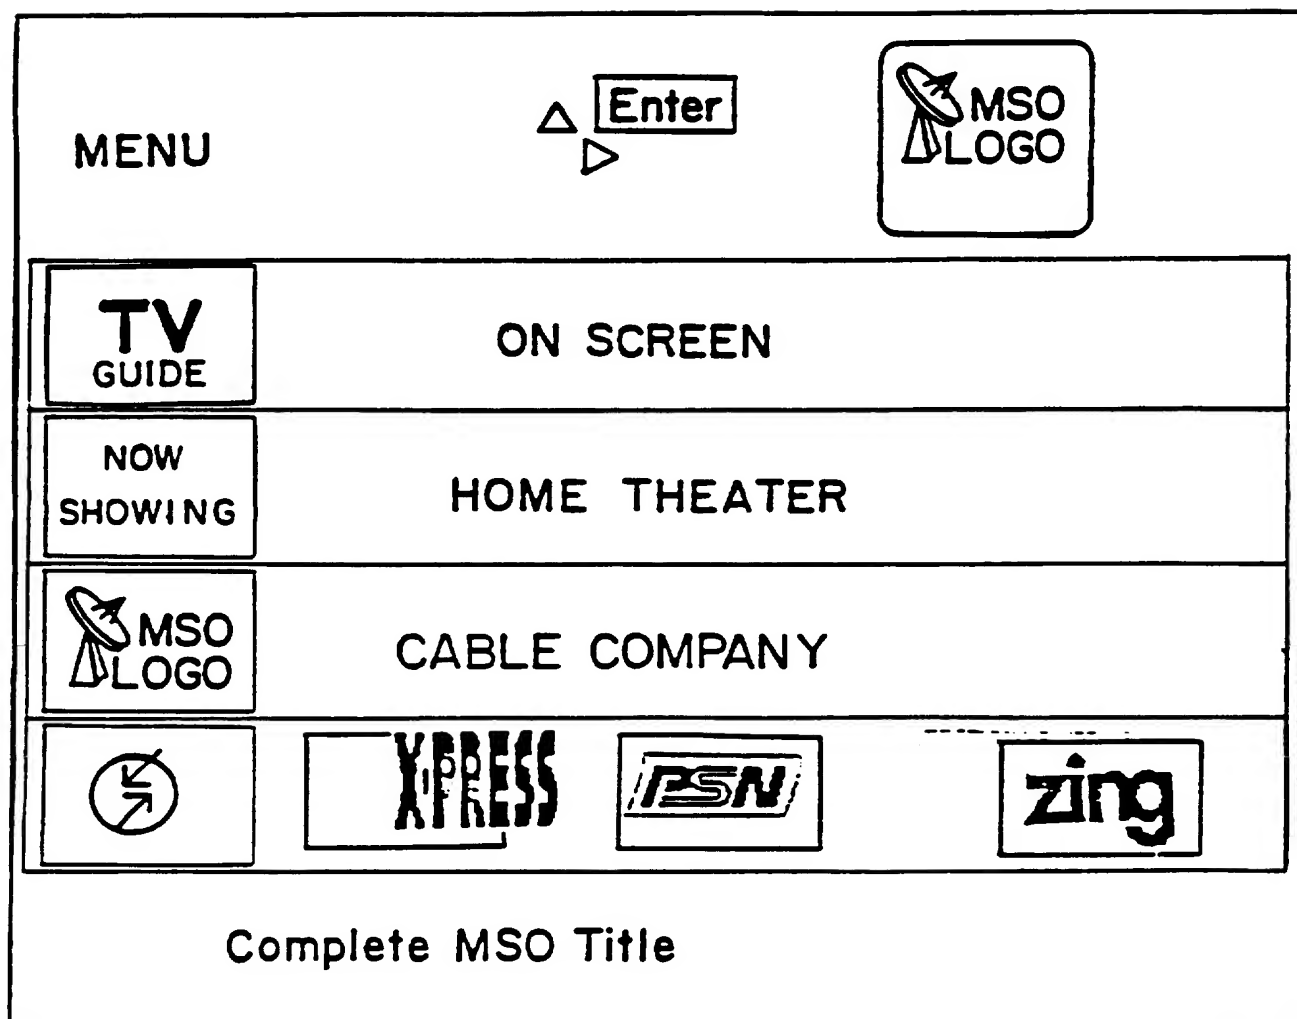 MENU
Enter
MSO
LOGO
TV
GUIDE
ON SCREEN
NOW
SHOWING
HOME THEATER
MSO
LOGO
CABLE COMPANY
X·PRESS
PSN
zing
Complete MSO Title